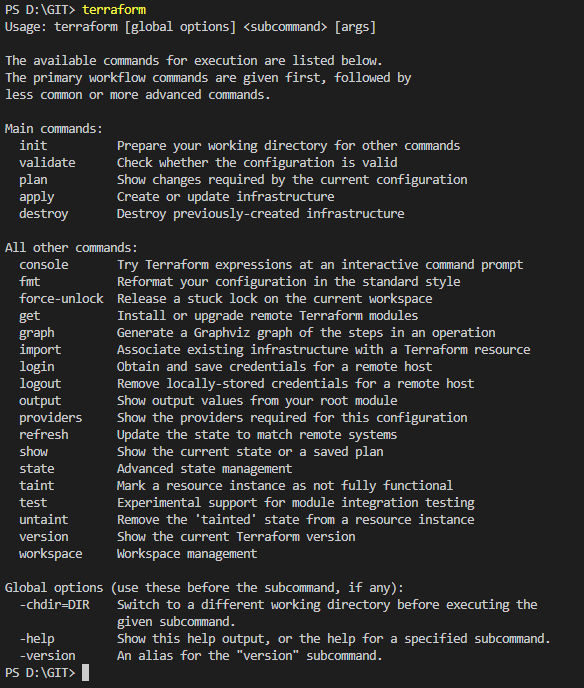 PS D:\GIT> terraform
Usage: terraform [global options] <subcommand> [args]
The available commands for execution are listed below.
The primary workflow commands are given first, followed by
less common or more advanced commands.
Main commands:
  init          Prepare your working directory for other commands
  validate      Check whether the configuration is valid
  plan          Show changes required by the current configuration
  apply         Create or update infrastructure
  destroy       Destroy previously-created infrastructure
All other commands:
  console       Try Terraform expressions at an interactive command prompt
  fmt           Reformat your configuration in the standard style
  force-unlock  Release a stuck lock on the current workspace
  get           Install or upgrade remote Terraform modules
  graph         Generate a Graphviz graph of the steps in an operation
  import        Associate existing infrastructure with a Terraform resource
  login         Obtain and save credentials for a remote host
  logout        Remove locally-stored credentials for a remote host
  output        Show output values from your root module
  providers     Show the providers required for this configuration
  refresh       Update the state to match remote systems
  show          Show the current state or a saved plan
  state         Advanced state management
  taint         Mark a resource instance as not fully functional
  test          Experimental support for module integration testing
  untaint       Remove the 'tainted' state from a resource instance
  version       Show the current Terraform version
  workspace     Workspace management
Global options (use these before the subcommand, if any):
  -chdir=DIR    Switch to a different working directory before executing the
                given subcommand.
  -help         Show this help output, or the help for a specified subcommand.
  -version      An alias for the "version" subcommand.
PS D:\GIT>